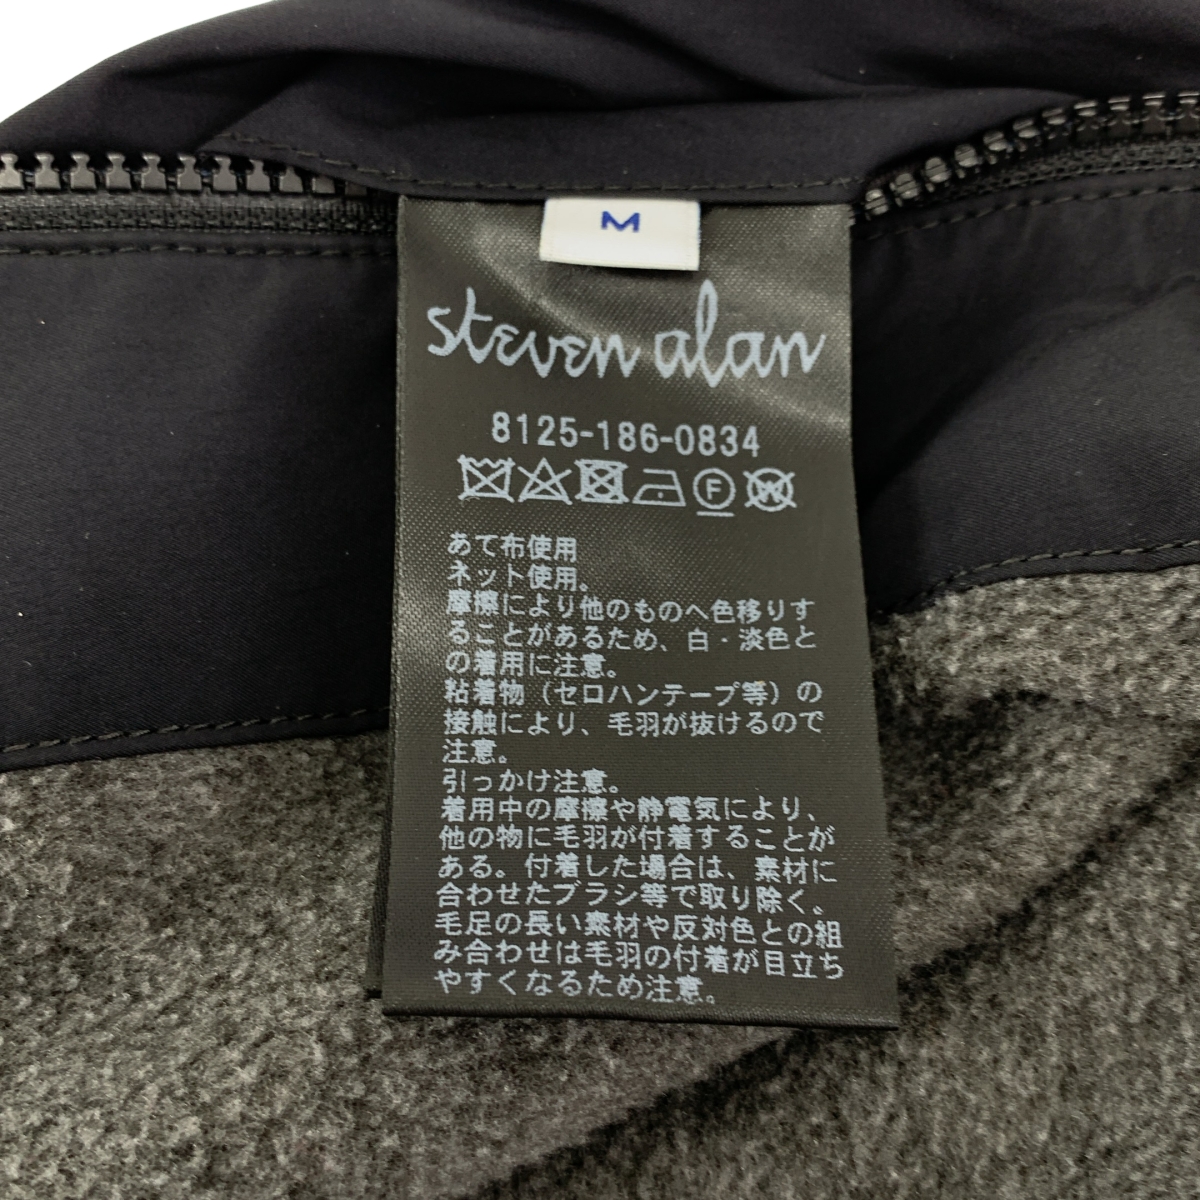 M
steven alan
8125-186-0834
F
W
あて布使用
ネット使用。
摩擦により他のものへ色移りす
ることがあるため、白・淡色と
の着用に注意。
粘着物（セロハンテープ等）の
接触により、毛羽が抜けるので
注意。
引っかけ注意。
着用中の摩擦や静電気により、
他の物に毛羽が付着することが
ある。付着した場合は、素材に
合わせたブラシ等で取り除く。
毛足の長い素材や反対色との組
み合わせは毛羽の付着が目立ち
やすくなるため注意。